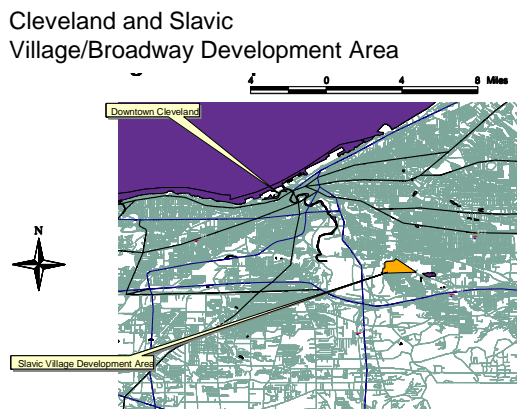 Cleveland and Slavic
Village/Broadway Development Area
4 0 4 8 Miles
Downtown Cleveland
N
Slavic Village Development Area